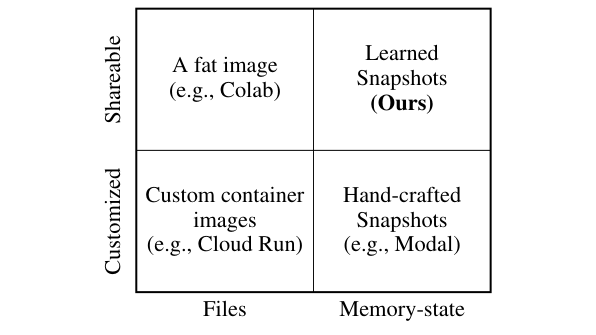 Shareable
A fat image
(e.g., Colab)
Learned
Snapshots
(Ours)
Customized
Custom container
images
(e.g., Cloud Run)
Hand-crafted
Snapshots
(e.g., Modal)
Files
Memory-state